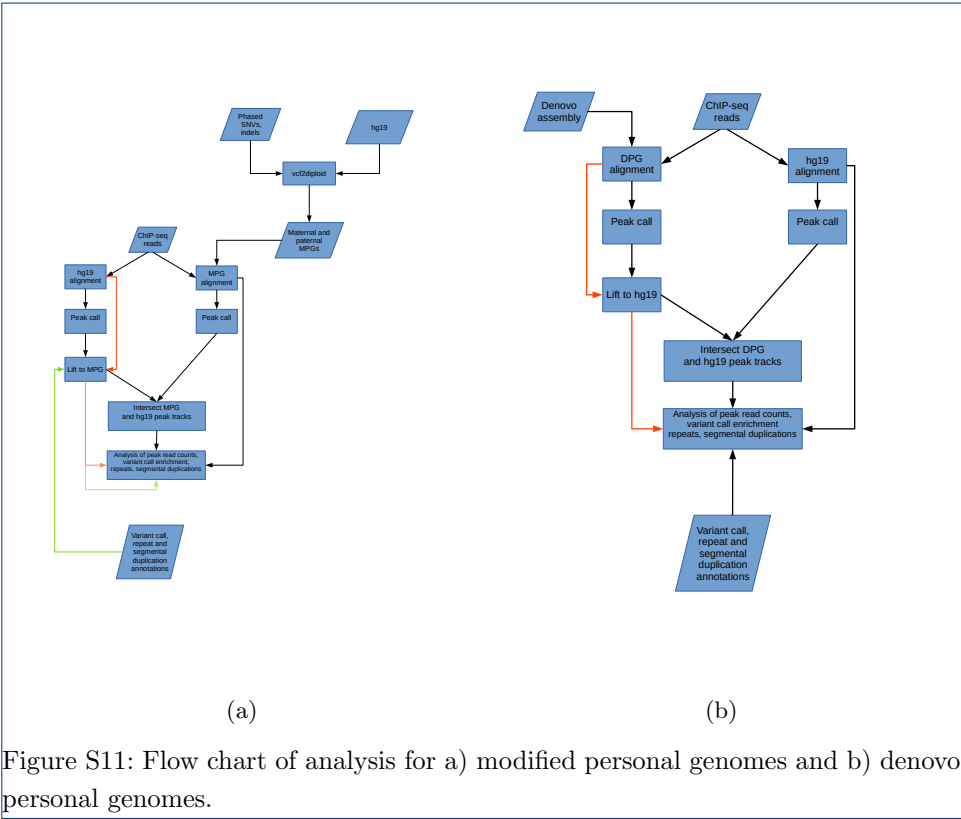 Phased
SNVs,
indels
hg19
vcf2diploid
Maternal and
paternal
MPGs
ChIP-seq
reads
hg19
alignment
MPG
alignment
Peak call
Peak call
Lift to MPG
Intersect MPG
and hg19 peak tracks
Analysis of peak read counts,
variant call enrichment,
repeats, segmental duplications
Variant call,
repeat and
segmental
duplication
annotations
(a)
Denovo
assembly
ChIP-seq
reads
DPG
alignment
hg19
alignment
Peak call
Peak call
Lift to hg19
Intersect DPG
and hg19 peak tracks
Analysis of peak read counts,
variant call enrichment
repeats, segmental duplications
Variant call,
repeat and
segmental
duplication
annotations
(b)
Figure S11: Flow chart of analysis for a) modified personal genomes and b) denovo
personal genomes.